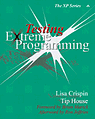 The XP Series
Testing
Extreme
Programming
Lisa Crispin
Tip House